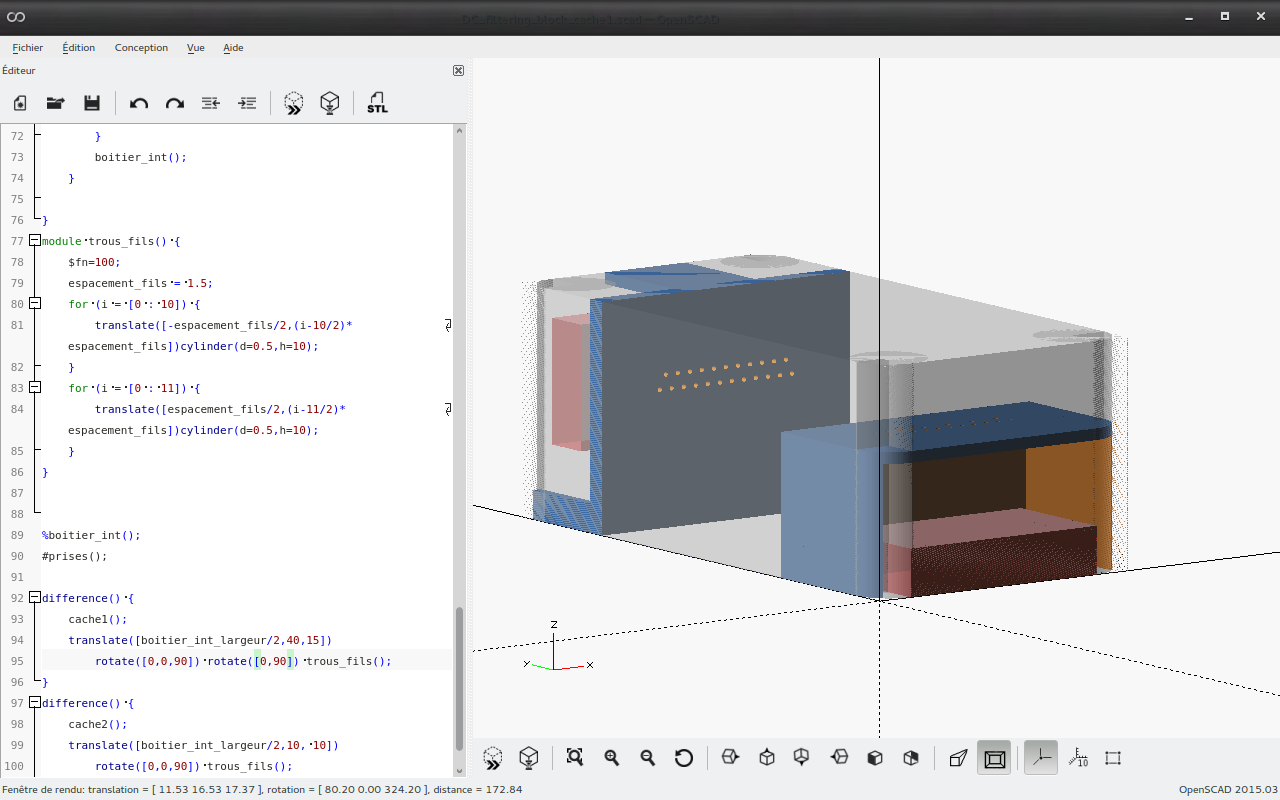 DC_filtering_block_cache3.scad - OpenSCAD
Fichier Édition Conception Vue Aide
Éditeur
STL
72 }
73 boitier_int();
74 }
75
76 }
77 module·trous_fils()·{
78 $fn=100;
79 espacement_fils·=·1.5;
80 for·(i·=·[0·:·10])·{
81 translate([-espacement_fils/2,(i-10/2)*
espacement_fils])cylinder(d=0.5,h=10);
82 }
83 for·(i·=·[0·:·11])·{
84 translate([espacement_fils/2,(i-11/2)*
espacement_fils])cylinder(d=0.5,h=10);
85 }
86 }
87
88
89 %boitier_int();
90 #prises();
91
92 difference()·{
93 cache1();
94 translate([boitier_int_largeur/2,40,15])
95 rotate([0,0,90])·rotate([0,90])·trous_fils();
96 }
97 difference()·{
98 cache2();
99 translate([boitier_int_largeur/2,10,·10])
100 rotate([0,0,90])·trous_fils();
Z
Y
X
10
Fenêtre de rendu: translation = [ 11.53 16.53 17.37 ], rotation = [ 80.20 0.00 324.20 ], distance = 172.84
OpenSCAD 2015.03